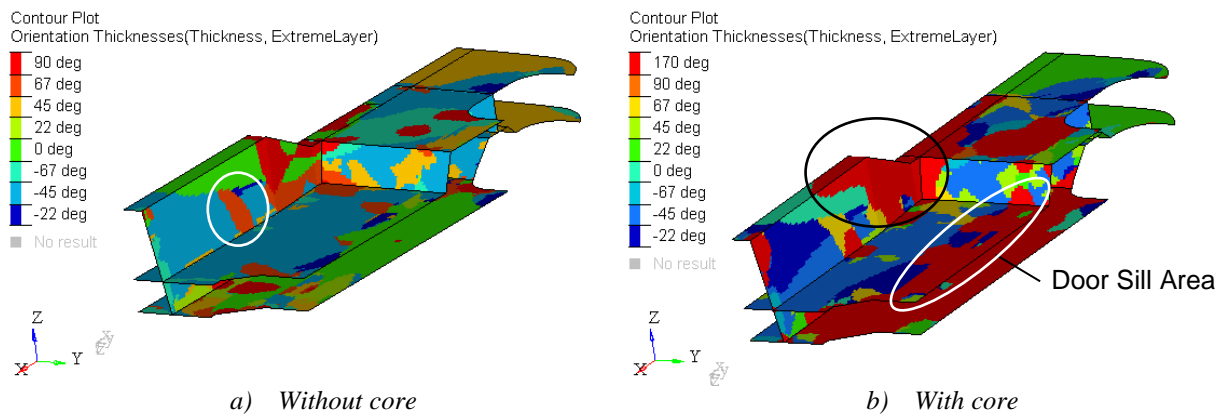 Contour Plot
Orientation Thicknesses(Thickness, ExtremeLayer)
90 deg
67 deg
45 deg
22 deg
0 deg
-67 deg
-45 deg
-22 deg
No result
Z
Y
X
a) Without core
Contour Plot
Orientation Thicknesses(Thickness, ExtremeLayer)
170 deg
90 deg
67 deg
45 deg
22 deg
0 deg
-67 deg
-45 deg
-22 deg
No result
Door Sill Area
Z
Y
X
b) With core